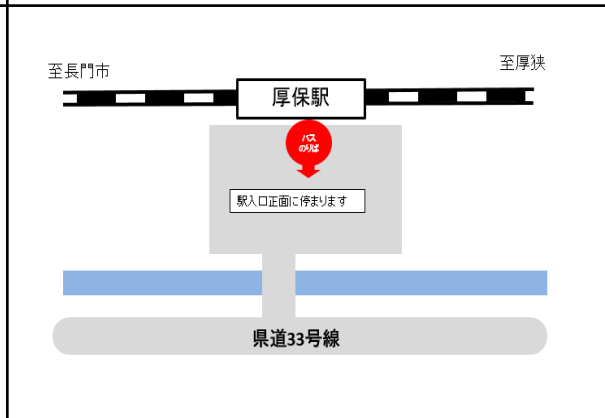 至長門市
至厚狭
厚保駅
バス
のりば
駅入口正面に停まります
県道33号線